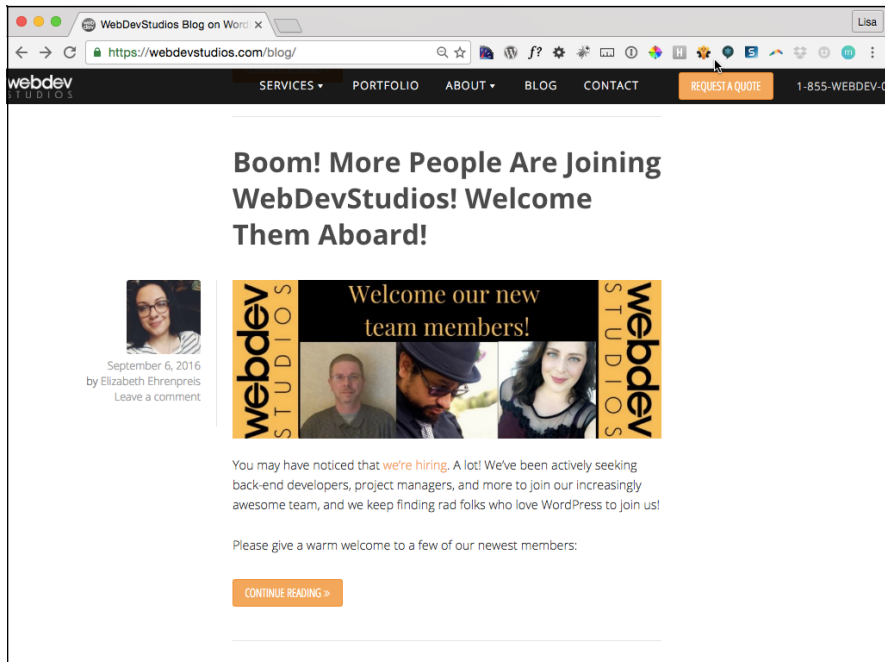 WebDevStudios Blog on Word
Lisa
https://webdevstudios.com/blog/
webdev
STUDIOS
SERVICES
PORTFOLIO
ABOUT
BLOG
CONTACT
REQUEST A QUOTE
1-855-WEBDEV-0
Boom! More People Are Joining
WebDevStudios! Welcome
Them Aboard!
September 6, 2016
by Elizabeth Ehrenpreis
Leave a comment
webdev
STUDIOS
Welcome our new
team members!
STUDIOS
webdev
You may have noticed that we're hiring. A lot! We've been actively seeking
back-end developers, project managers, and more to join our increasingly
awesome team, and we keep finding rad folks who love WordPress to join us!
Please give a warm welcome to a few of our newest members:
CONTINUE READING »